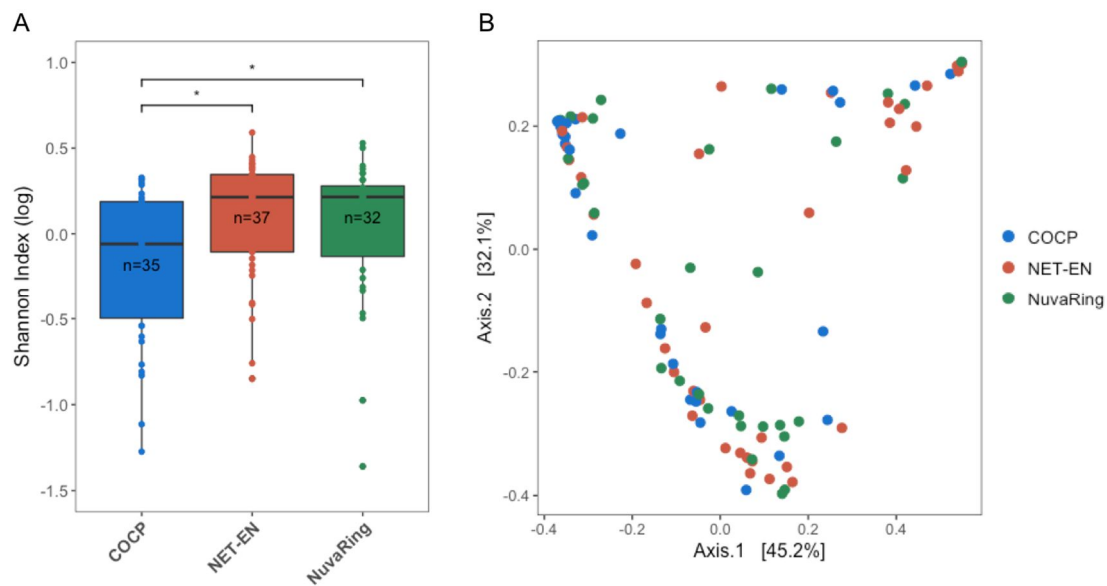 A
Shannon Index (log)
1.0
0.5
0.0
-0.5
-1.0
-1.5
*
*
n=35
n=37
n=32
COCP
NET-EN
NuvaRing
B
Axis.2 [32.1%]
0.2
0.0
-0.2
-0.4
-0.4
-0.2
0.0
0.2
0.4
Axis.1 [45.2%]
COCP
NET-EN
NuvaRing